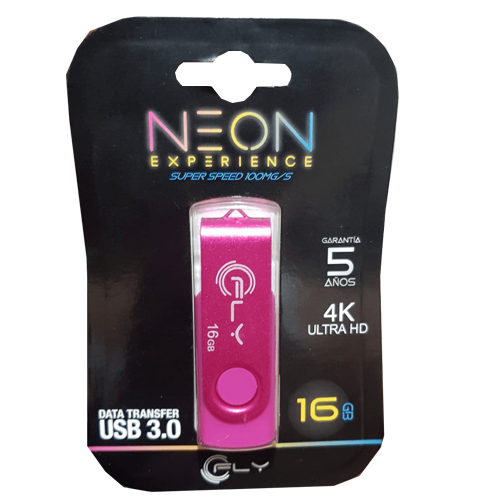 NEON
EXPERIENCE
SUPER SPEED 100MG/S
GARANTÍA
5
AÑOS
4K
ULTRA HD
FLY
16GB
DATA TRANSFER
USB 3.0
16 GB
FLY